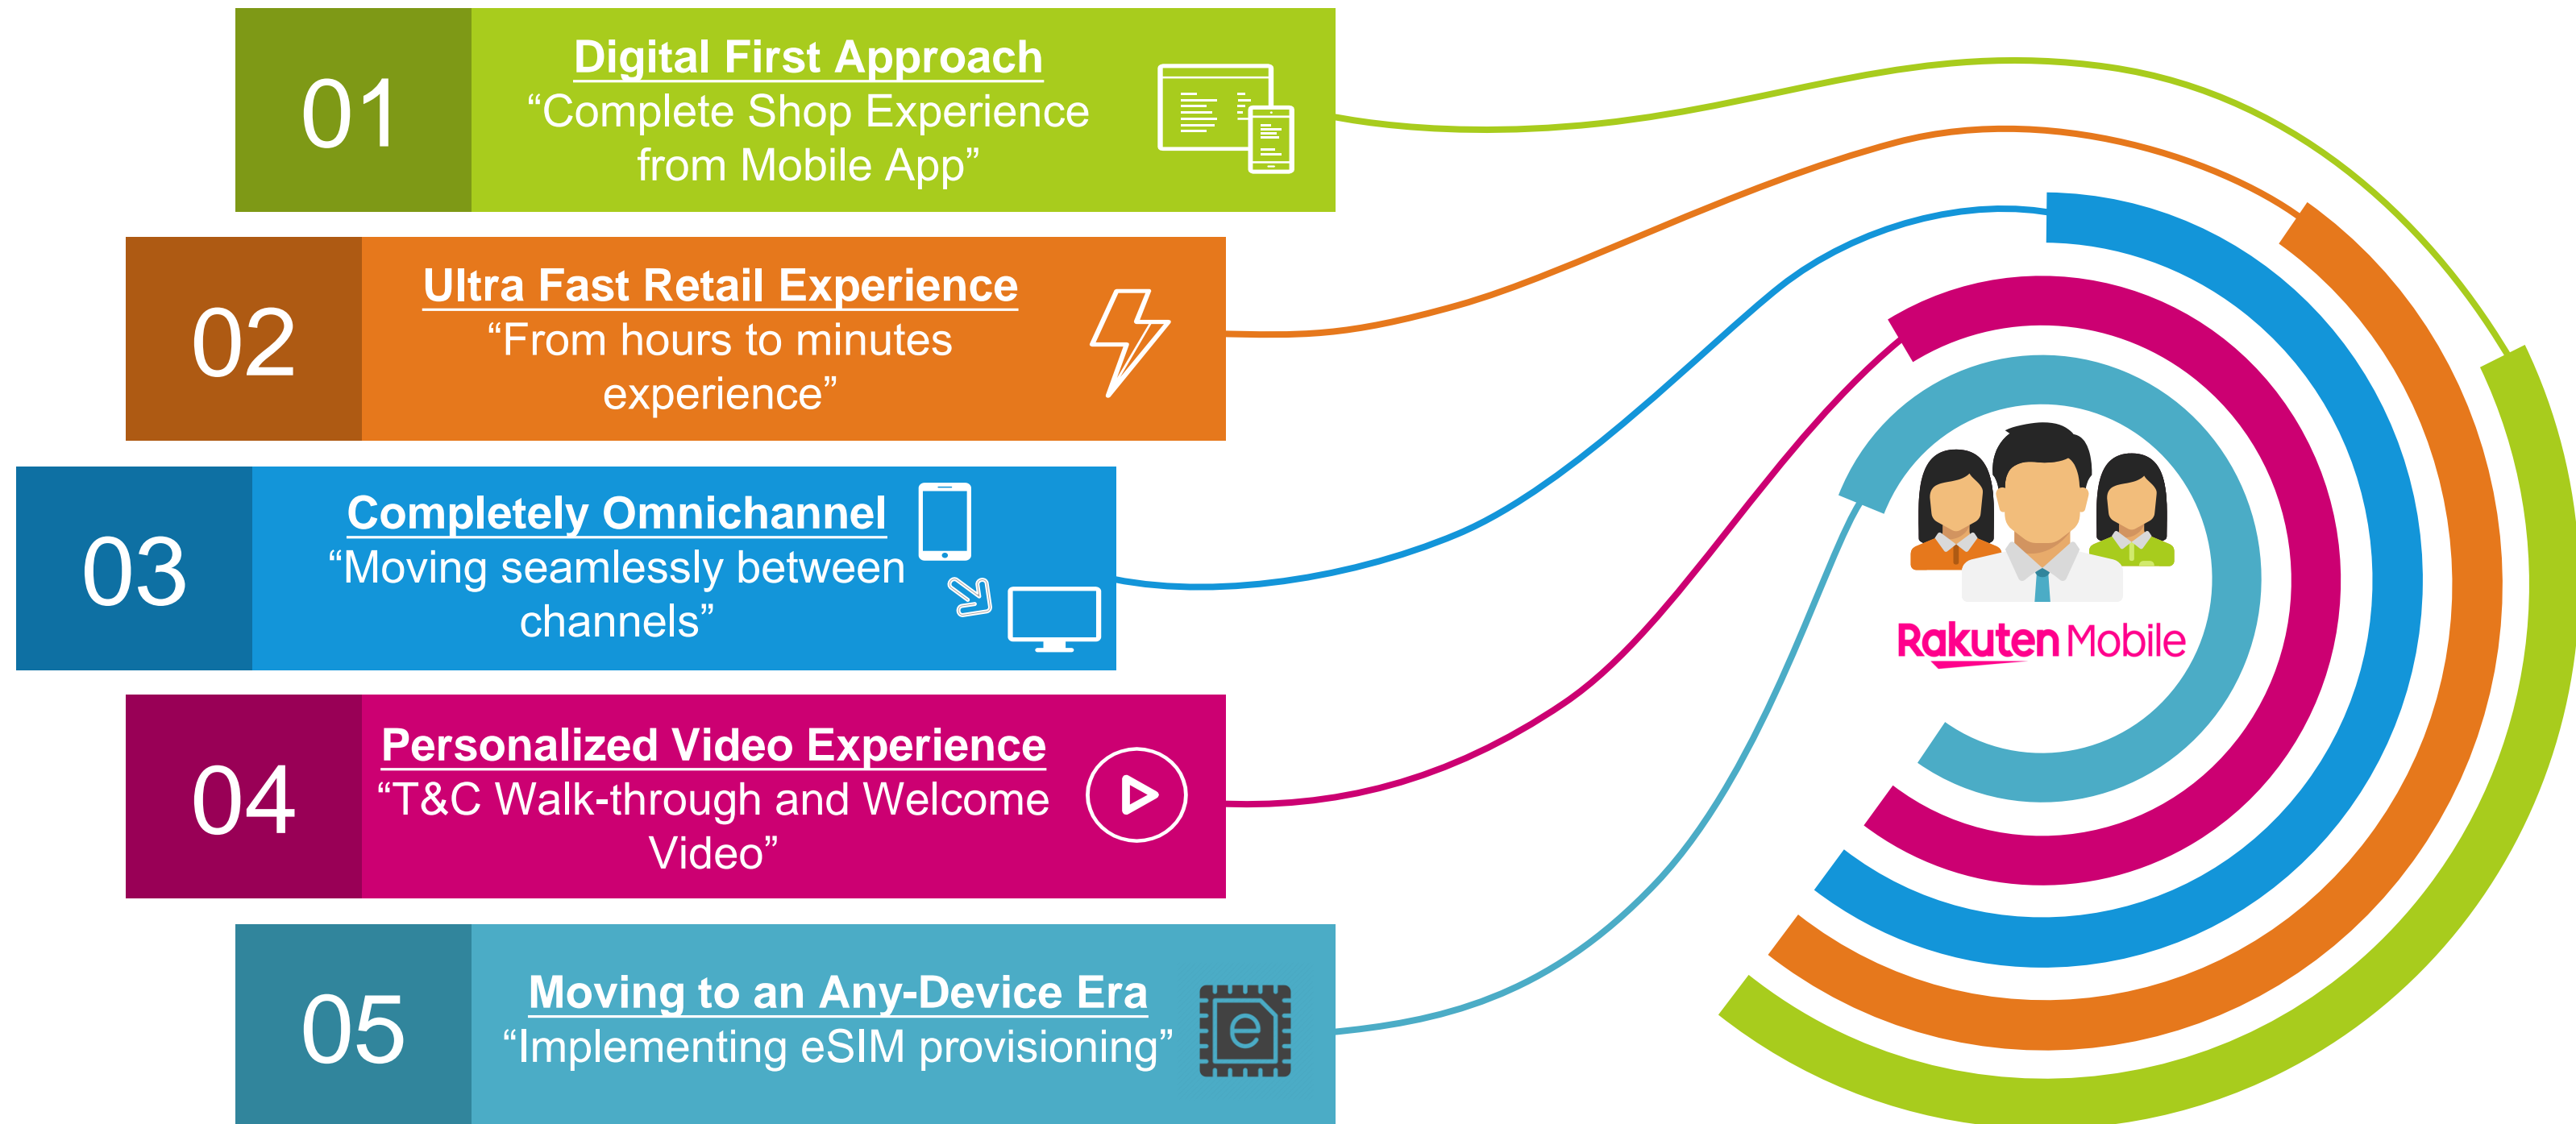 01
Digital First Approach
“Complete Shop Experience
from Mobile App”
02
Ultra Fast Retail Experience
“From hours to minutes
experience”
03
Completely Omnichannel
“Moving seamlessly between
channels”
04
Personalized Video Experience
“T&C Walk-through and Welcome
Video”
05
Moving to an Any-Device Era
“Implementing eSIM provisioning”
e
Rakuten Mobile